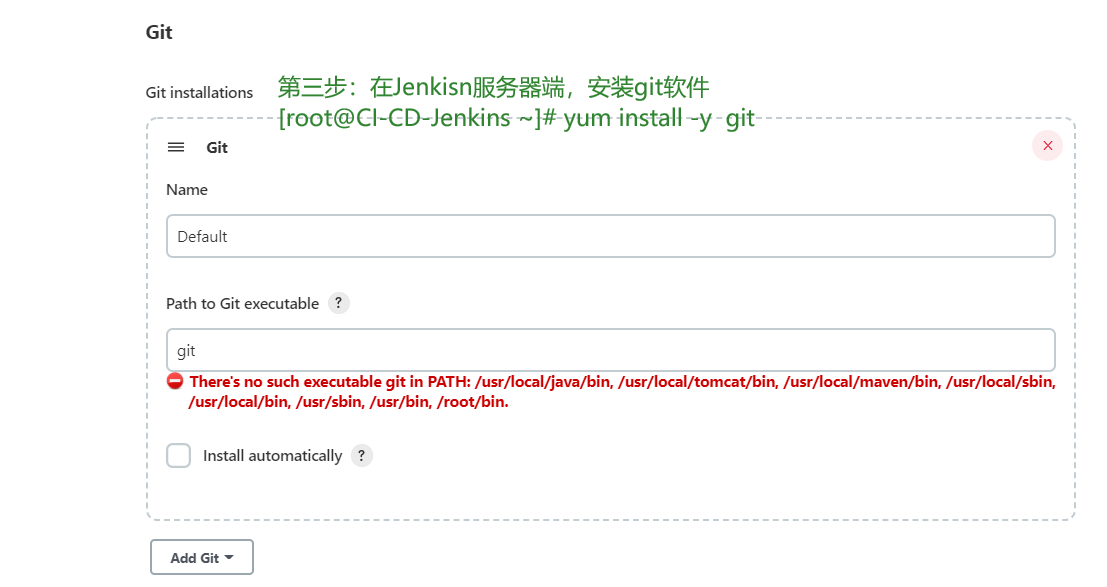 Git
Git installations
第三步：在Jenkisn服务器端，安装git软件
[root@CI-CD-Jenkins ~]# yum install -y  git
Git
Name
Default
Path to Git executable ?
git
There's no such executable git in PATH: /usr/local/java/bin, /usr/local/tomcat/bin, /usr/local/maven/bin, /usr/local/sbin,
/usr/local/bin, /usr/sbin, /usr/bin, /root/bin.
Install automatically ?
Add Git